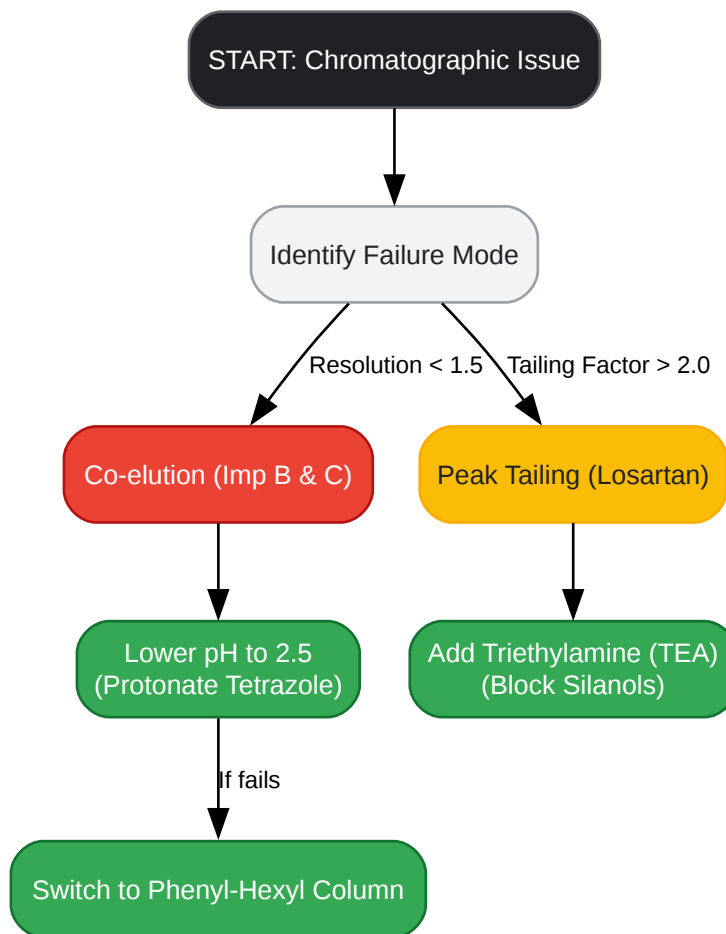 START: Chromatographic Issue
Identify Failure Mode
Resolution < 1.5
Tailing Factor > 2.0
Co-elution (Imp B & C)
Peak Tailing (Losartan)
Lower pH to 2.5
(Protonate Tetrazole)
Add Triethylamine (TEA)
(Block Silanols)
If fails
Switch to Phenyl-Hexyl Column